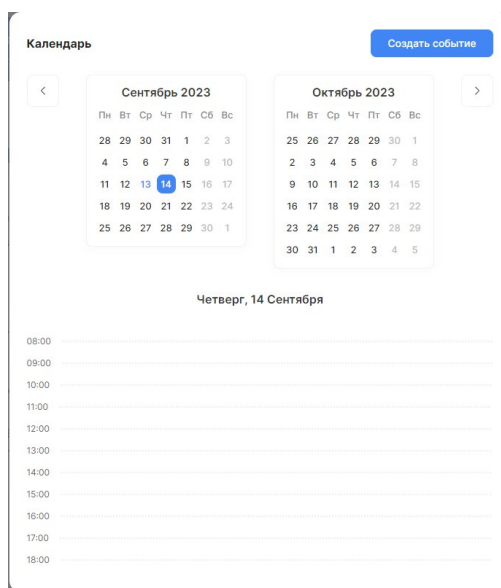 Календарь Создать событие
Сентябрь 2023 Октябрь 2023
Пн Вт Ср Чт Пт Сб Вс Пн Вт Ср Чт Пт Сб Вс
28 29 30 31 1 2 3 25 26 27 28 29 30 1
4 5 6 7 8 9 10 2 3 4 5 6 7 8
11 12 13 14 15 16 17 9 10 11 12 13 14 15
18 19 20 21 22 23 24 16 17 18 19 20 21 22
25 26 27 28 29 30 1 23 24 25 26 27 28 29
30 31 1 2 3 4 5
Четверг, 14 Сентября
08:00
09:00
10:00
11:00
12:00
13:00
14:00
15:00
16:00
17:00
18:00